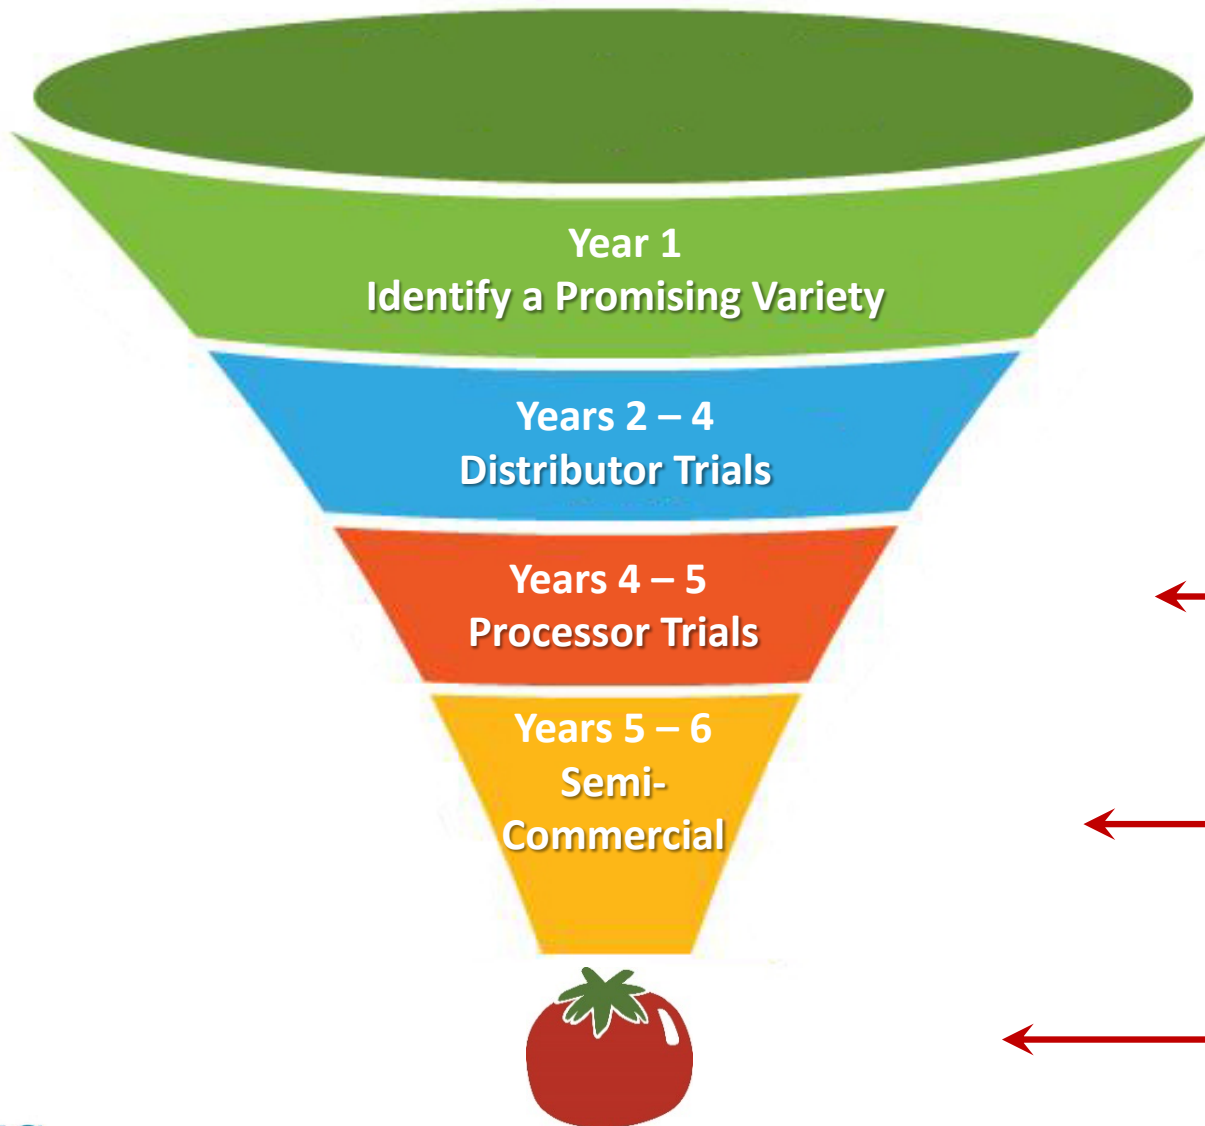 Year 1
Identify a Promising Variety
Years 2 – 4
Distributor Trials
Years 4 – 5
Processor Trials
Years 5 – 6
Semi-
Commercial